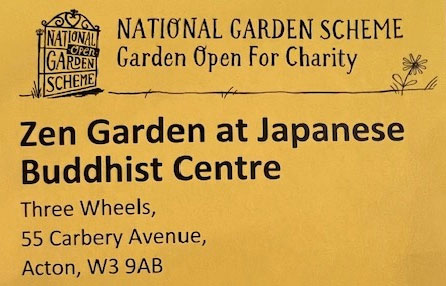 NATIONAL
open
GARDEN
SCHEME
NATIONAL GARDEN SCHEME
Garden Open For Charity
Zen Garden at Japanese
Buddhist Centre
Three Wheels,
55 Carbery Avenue,
Acton, W3 9AB